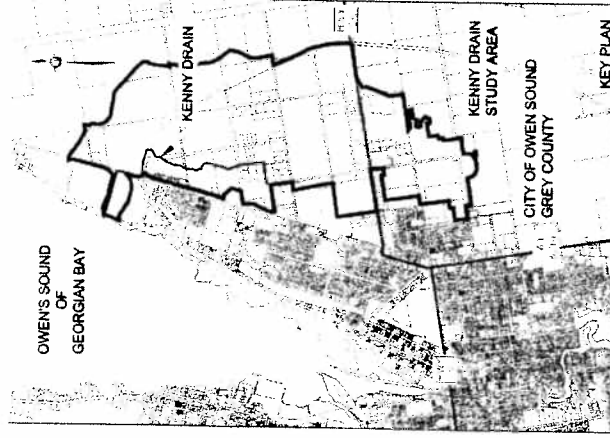 OWEN'S SOUND
OF
GEORGIAN BAY
KENNY DRAIN
KENNY DRAIN
STUDY AREA
CITY OF OWEN SOUND
GREY COUNTY
KEY PLAN